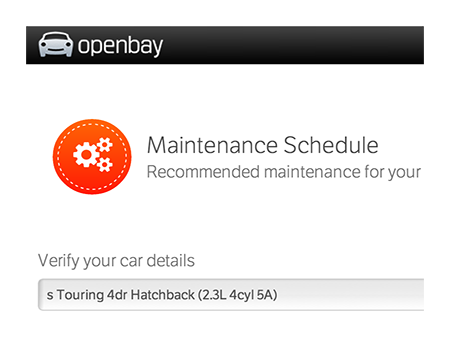 openbay
Maintenance Schedule
Recommended maintenance for your
Verify your car details
s Touring 4dr Hatchback (2.3L 4cyl 5A)